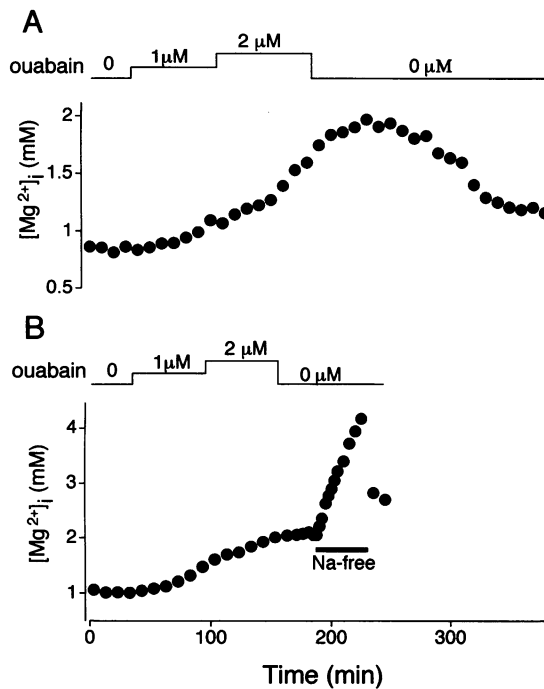 A
2 μM
1μM
0
ouabain
0 μM
2
1.5
1
0.5
[Mg2+]i (mM)
B
2 μM
1μM
0
ouabain
0 μM
4
3
2
1
[Mg2+]i (mM)
Na-free
0 100 200 300
Time (min)